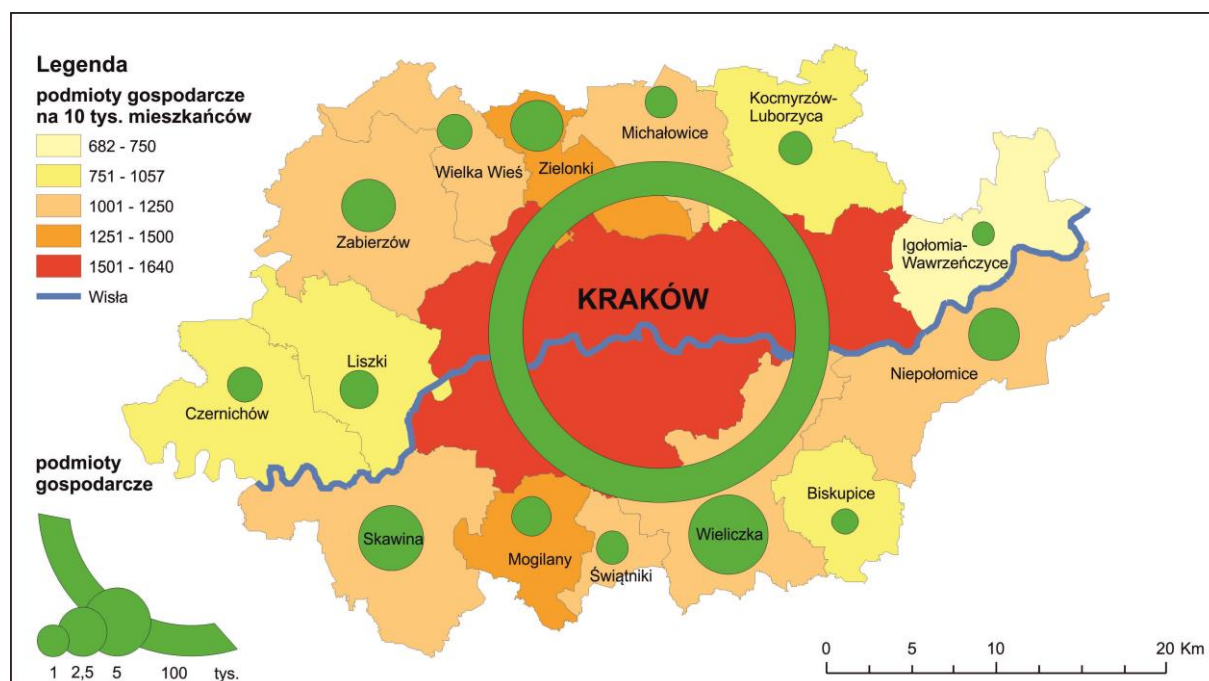 Legenda
podmioty gospodarcze
na 10 tys. mieszkańców
682 - 750
751 - 1057
1001 - 1250
1251 - 1500
1501 - 1640
Wisła
Kocmyrzów-
Luborzyca
Michałowice
Wielka Wieś
Zielonki
Zabierzów
Igołomia-
Wawrzeńczyce
KRAKÓW
Liszki
Czernichów
Niepołomice
podmioty
gospodarcze
Biskupice
Skawina
Wieliczka
Mogilany
Świątniki
1 2,5 5 100 tys.
0 5 10 20 Km